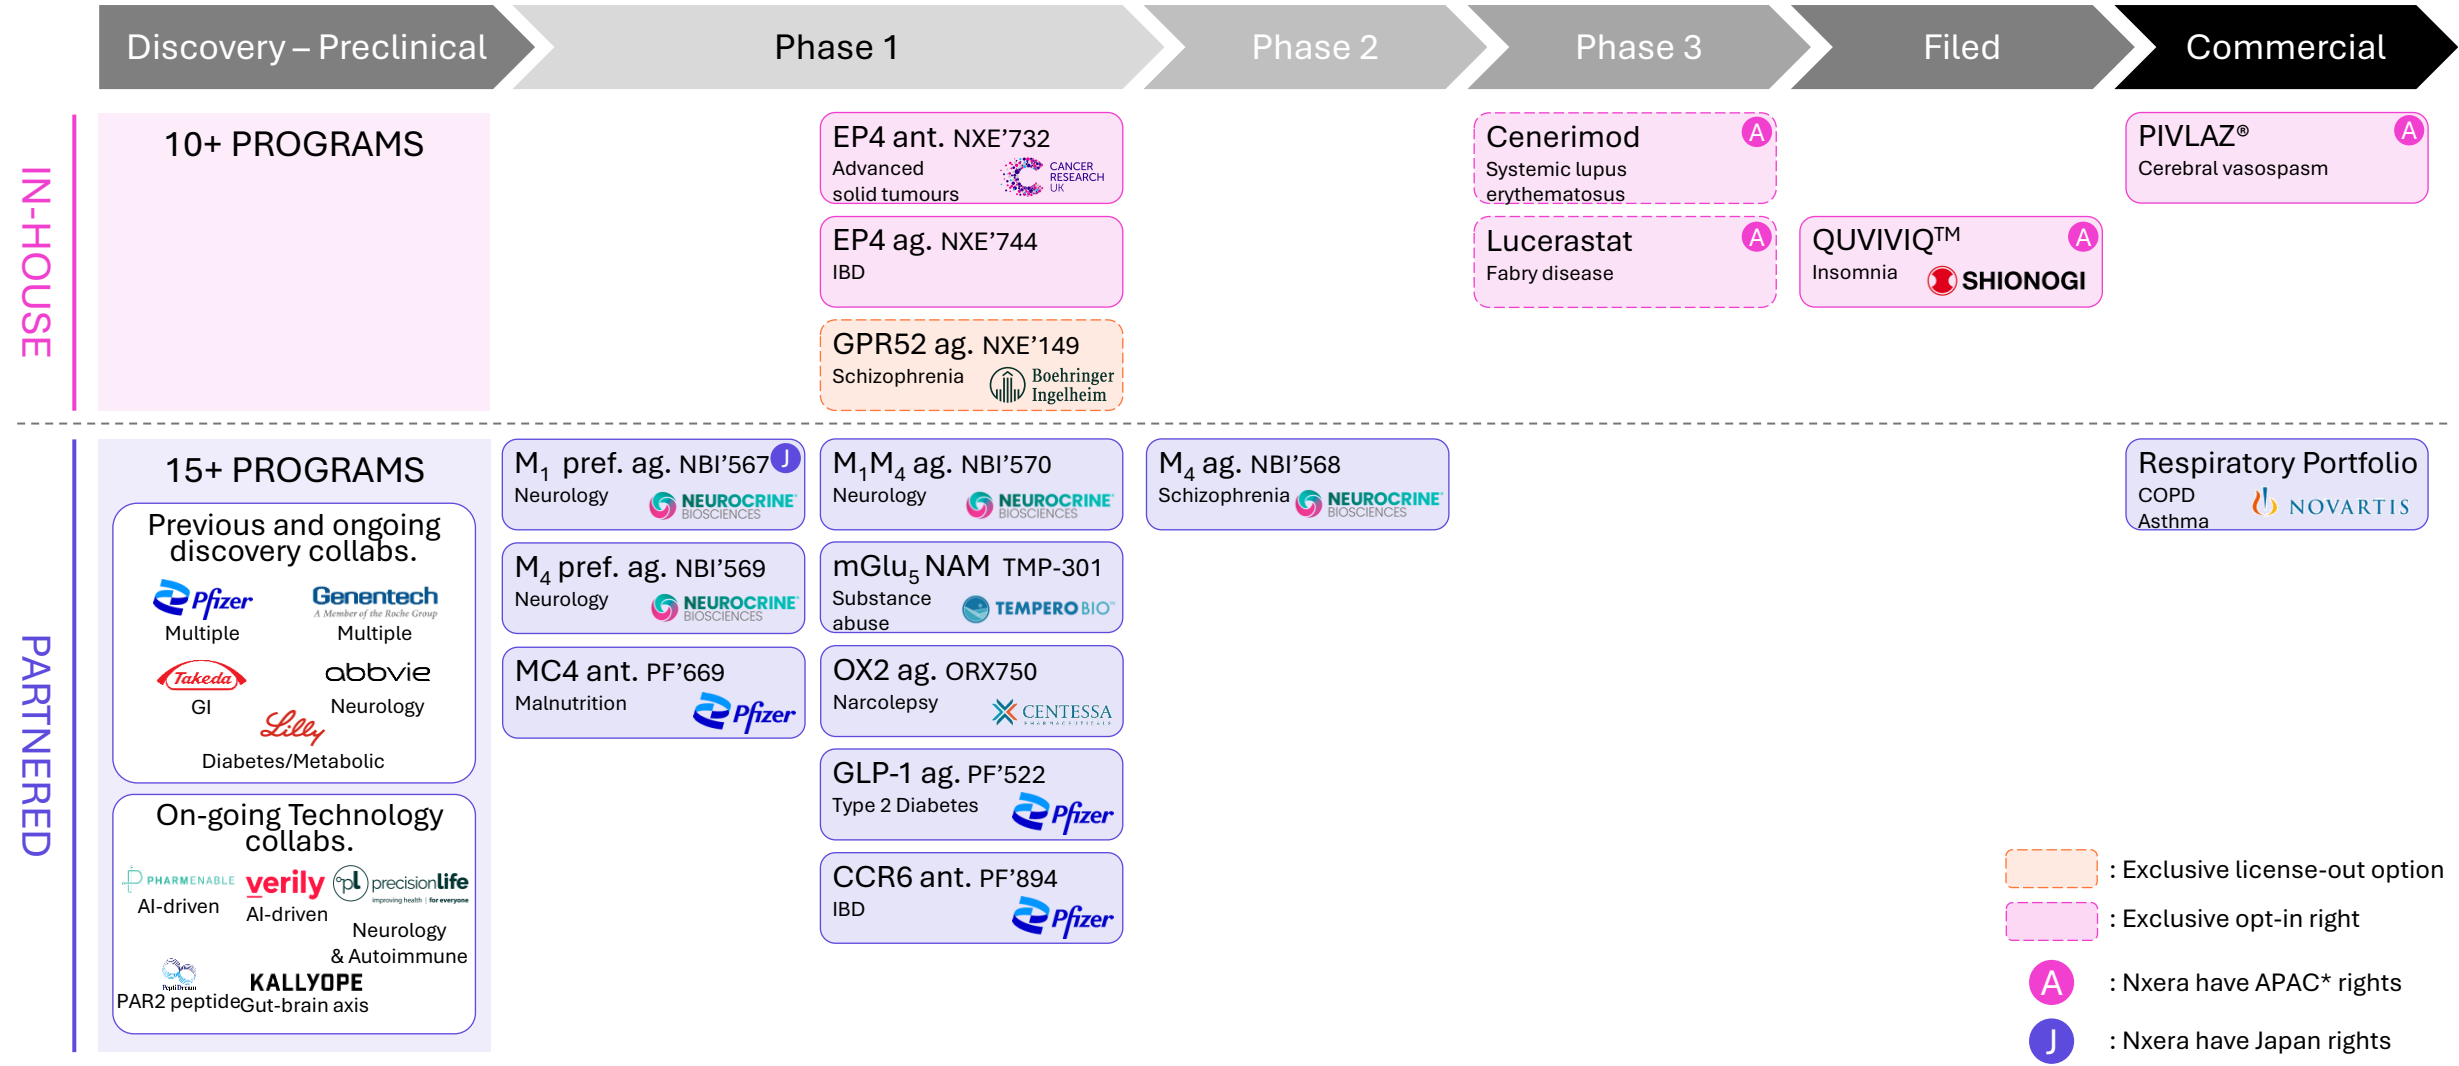 Discovery – Preclinical
Phase 1
Phase 2
Phase 3
Filed
Commercial
IN-HOUSE
10+ PROGRAMS
EP4 ant. NXE’732
Advanced
solid tumours
CANCER
RESEARCH
UK
EP4 ag. NXE’744
IBD
GPR52 ag. NXE’149
Schizophrenia
Boehringer
Ingelheim
Cenerimod
A
Systemic lupus
erythematosus
Lucerastat
A
Fabry disease
QUVIVIQ™
A
Insomnia
SHIONOGI
PIVLAZ®
A
Cerebral vasospasm
PARTNERED
15+ PROGRAMS
Previous and ongoing
discovery collabs.
Pfizer
Multiple
Genentech
A Member of the Roche Group
Multiple
Takeda
GI
abbvie
Neurology
Lilly
Diabetes/Metabolic
On-going Technology
collabs.
PHARMENABLE
AI-driven
verily
AI-driven
pl precisionlife
improving health | for everyone
Neurology
& Autoimmune
PeptiDream
PAR2 peptide
KALLYOPE
Gut-brain axis
M₁ pref. ag. NBI’567
J
Neurology
NEUROCRINE
BIOSCIENCES
M₄ pref. ag. NBI’569
Neurology
NEUROCRINE
BIOSCIENCES
MC4 ant. PF’669
Malnutrition
Pfizer
M₁M₄ ag. NBI’570
Neurology
NEUROCRINE
BIOSCIENCES
mGlu₅ NAM TMP-301
Substance
abuse
TEMPERO BIO™
OX2 ag. ORX750
Narcolepsy
CENTESSA
PHARMACEUTICALS
GLP-1 ag. PF’522
Type 2 Diabetes
Pfizer
CCR6 ant. PF’894
IBD
Pfizer
M₄ ag. NBI’568
Schizophrenia
NEUROCRINE
BIOSCIENCES
Respiratory Portfolio
COPD
Asthma
NOVARTIS
: Exclusive license-out option
: Exclusive opt-in right
A : Nxera have APAC* rights
J : Nxera have Japan rights